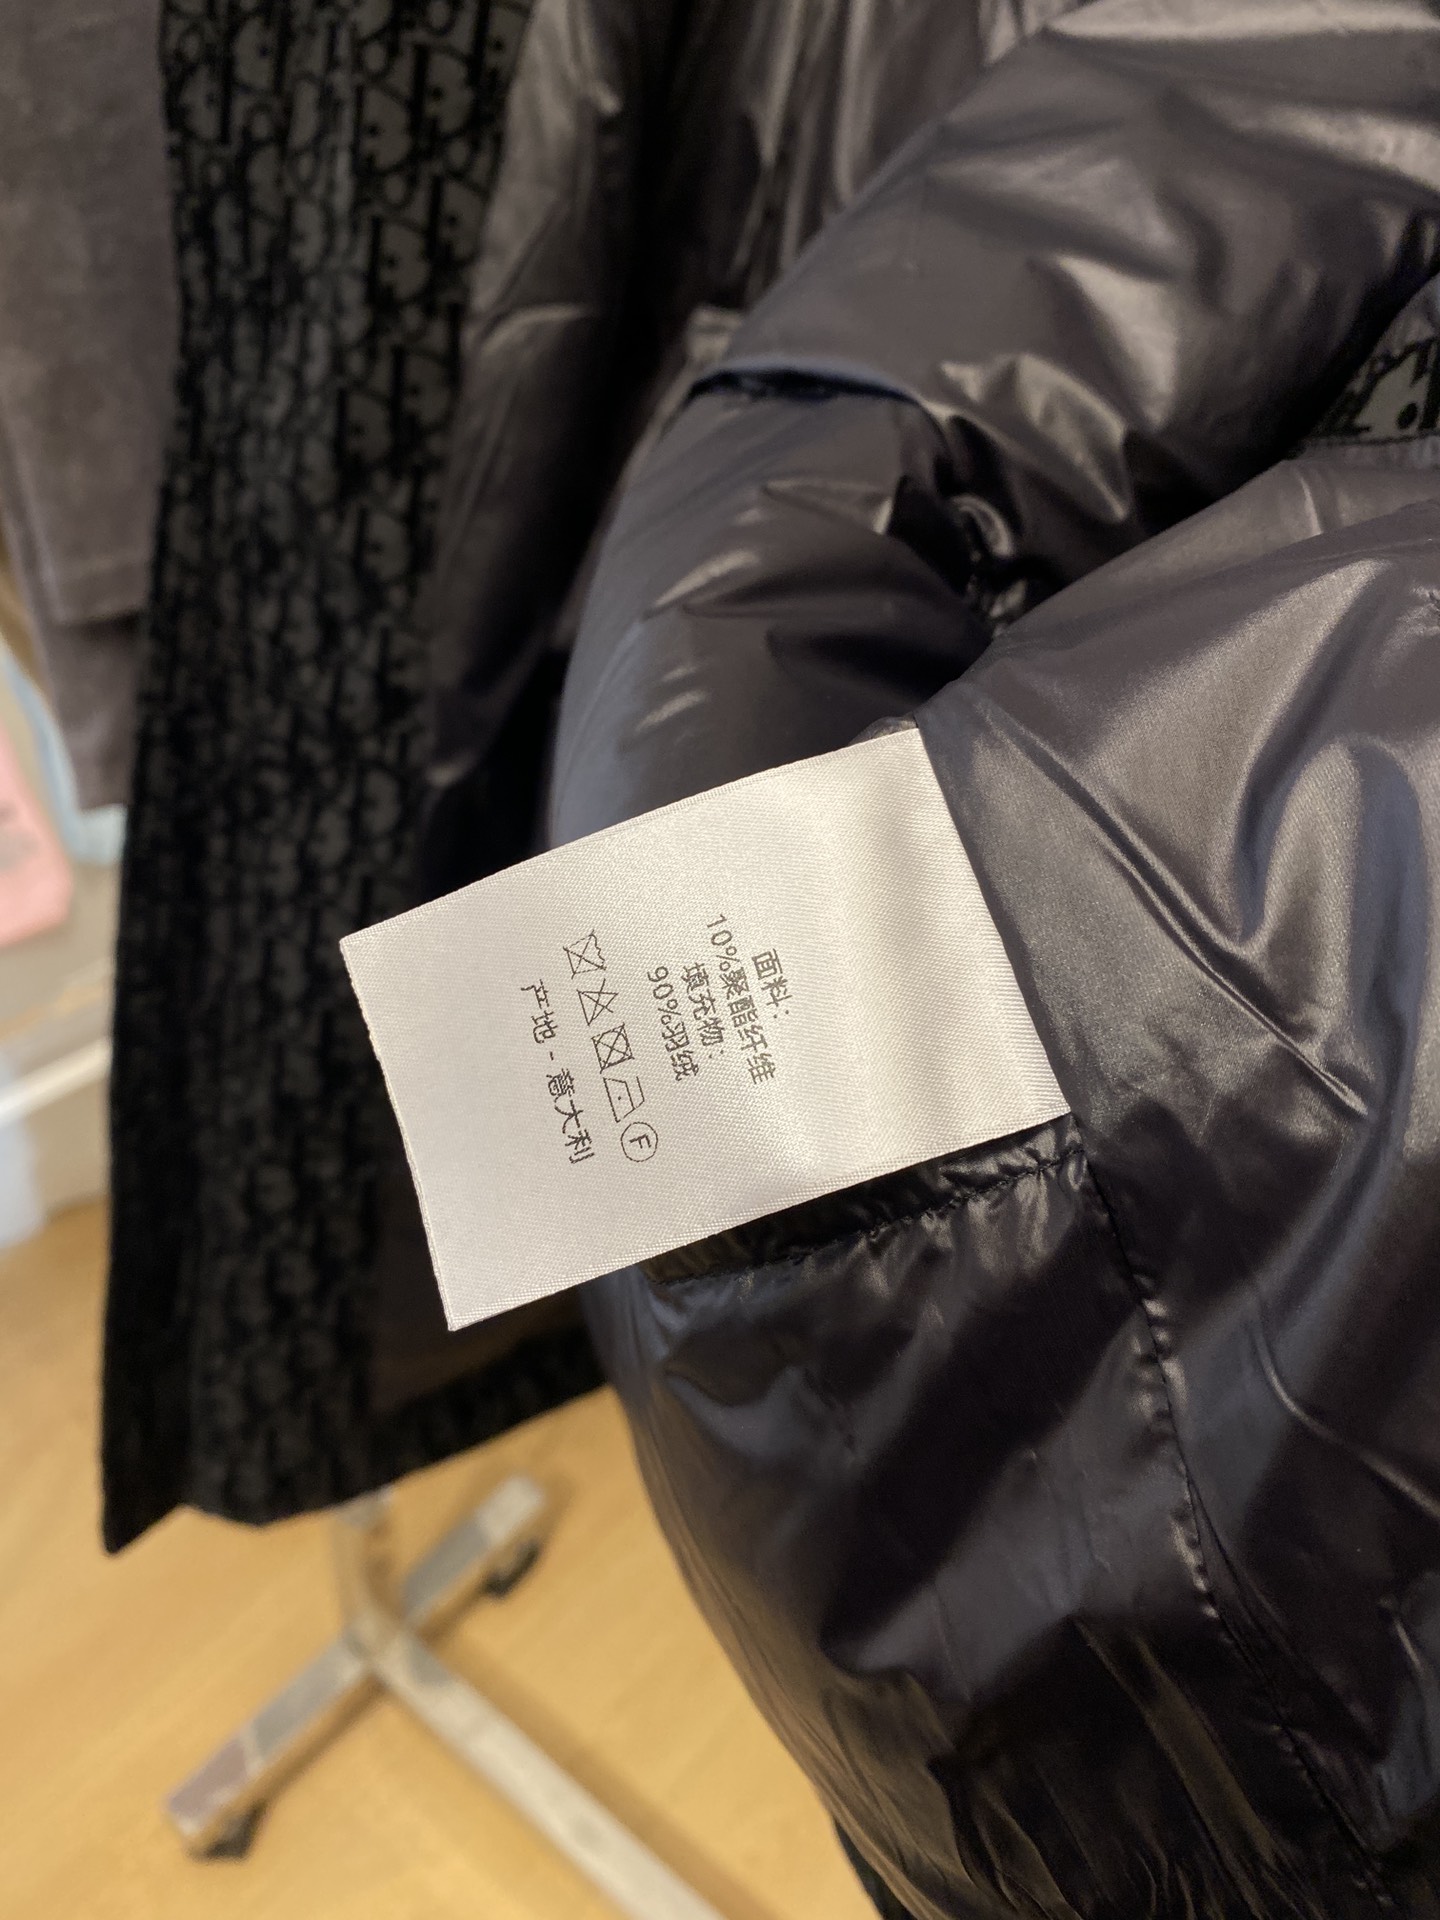 面料：
10%聚酯纤维
填充物：
90%羽绒
F
产地 - 意大利